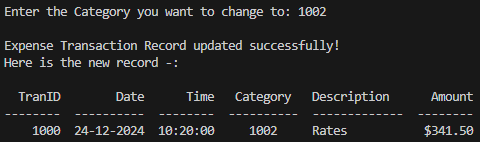 Enter the Category you want to change to: 1002
Expense Transaction Record updated successfully!
Here is the new record -:
TranID Date Time Category Description Amount
-------- ---------- -------- ---------- ------------- --------
1000 24-12-2024 10:20:00 1002 Rates $341.50